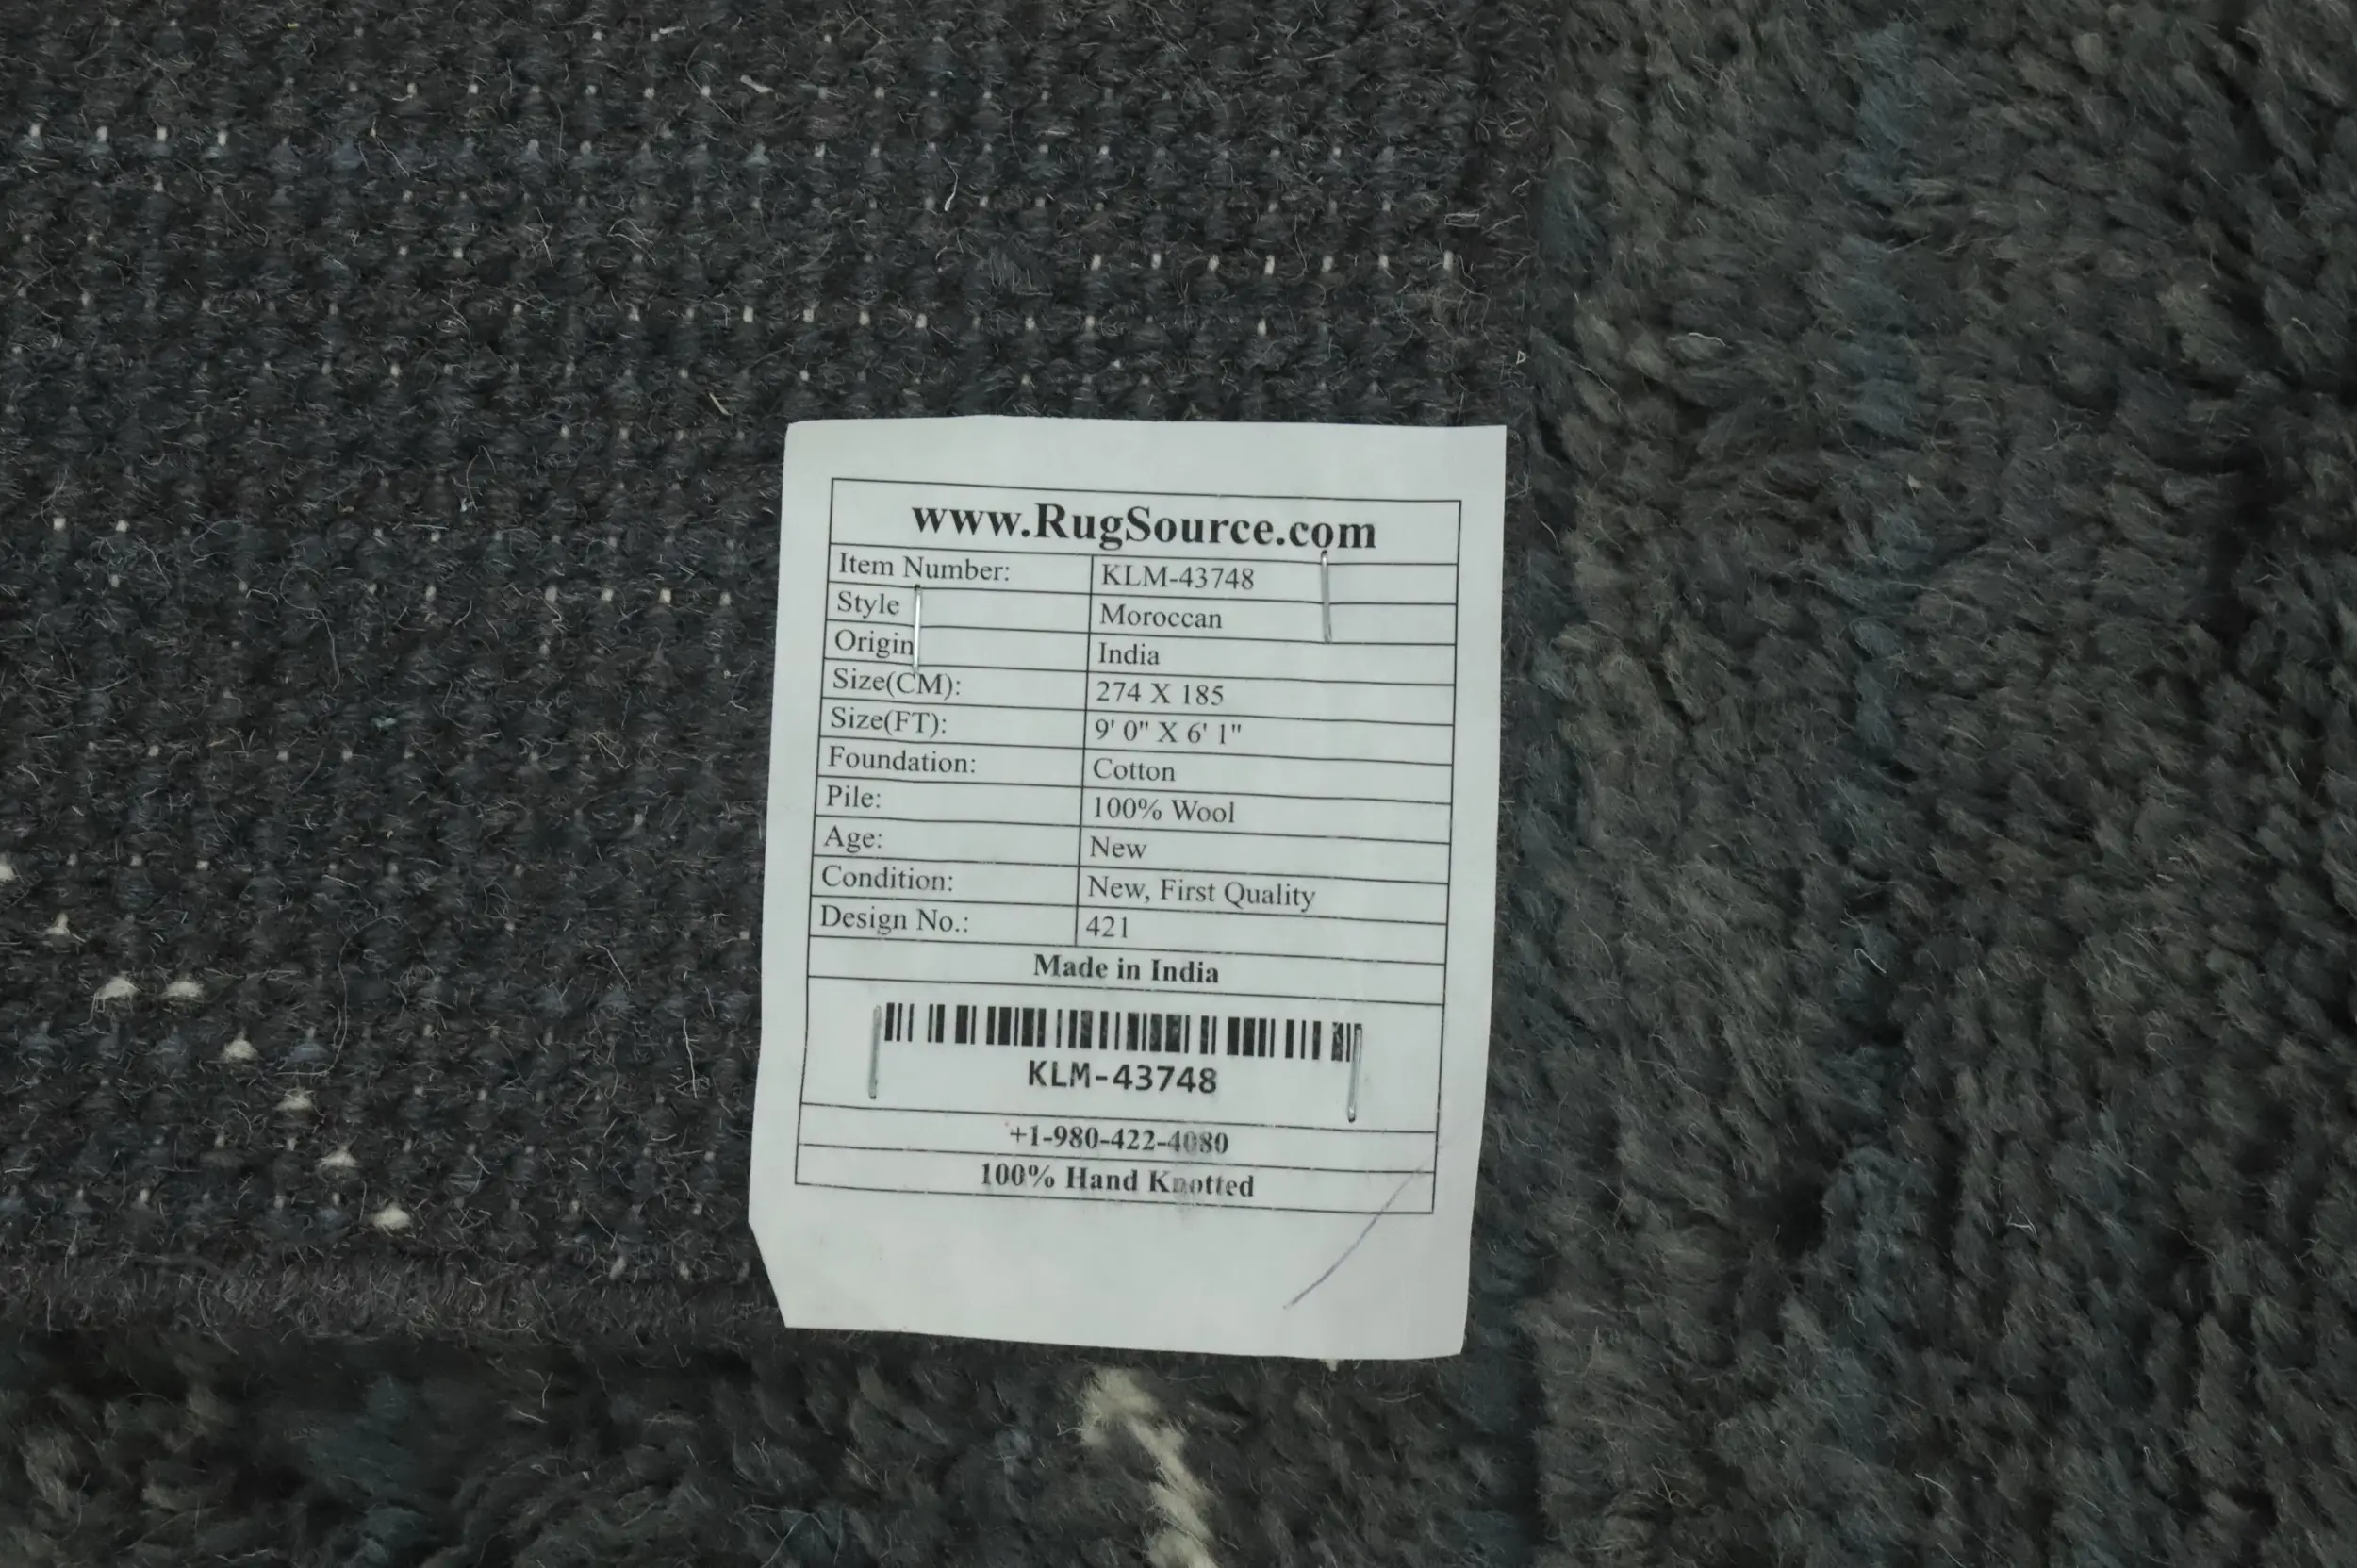 www.RugSource.com
Item Number: KLM-43748
Style Moroccan
Origin India
Size(CM): 274 X 185
Size(FT): 9' 0" X 6' 1"
Foundation: Cotton
Pile: 100% Wool
Age: New
Condition: New, First Quality
Design No.: 421
Made in India
KLM-43748
+1-980-422-4080
100% Hand Knotted